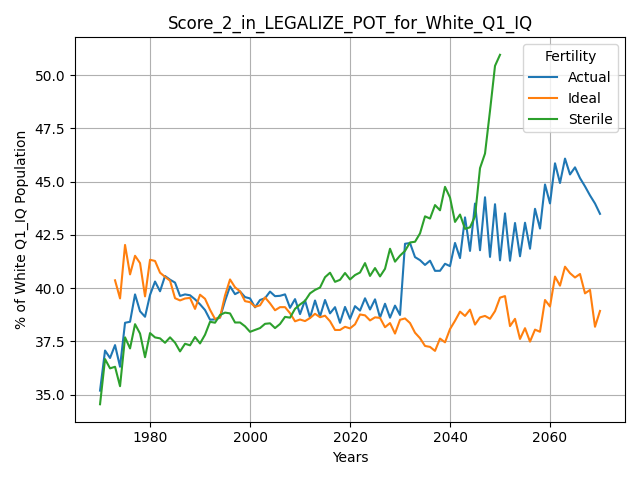 Score_2_in_LEGALIZE_POT_for_White_Q1_IQ
% of White Q1_IQ Population
50.0
47.5
45.0
42.5
40.0
37.5
35.0
Fertility
Actual
Ideal
Sterile
1980
2000
2020
2040
2060
Years